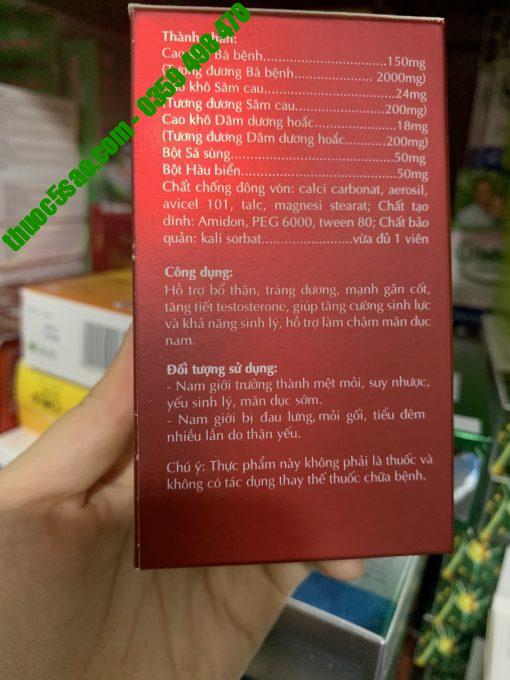 Thành phần:
Cao khô Bá bệnh...............................150mg
(Tương đương Bá bệnh.................. 2000mg)
Cao khô Sâm cau...............................24mg
(Tương đương Sâm cau....................200mg)
Cao khô Dâm dương hoắc...................18mg
(Tương đương Dâm dương hoắc.........200mg)
Bột Sá sùng.........................................50mg
Bột Hàu biển........................................50mg
Chất chống đông vón: calci carbonat, aerosil,
avicel 101, talc, magnesi stearat; Chất tạo
dính: Amidon, PEG 6000, tween 80; Chất bảo
quản: kali sorbat......................vừa đủ 1 viên
Công dụng:
Hỗ trợ bổ thận, tráng dương, mạnh gân cốt,
tăng tiết testosterone, giúp tăng cường sinh lực
và khả năng sinh lý, hỗ trợ làm chậm mãn dục
nam.
Đối tượng sử dụng:
- Nam giới trưởng thành mệt mỏi, suy nhược,
yếu sinh lý, mãn dục sớm.
- Nam giới bị đau lưng, mỏi gối, tiểu đêm
nhiều lần do thận yếu.
Chú ý: Thực phẩm này không phải là thuốc và
không có tác dụng thay thế thuốc chữa bệnh.
thuoc5sao.com - 0359 498 470